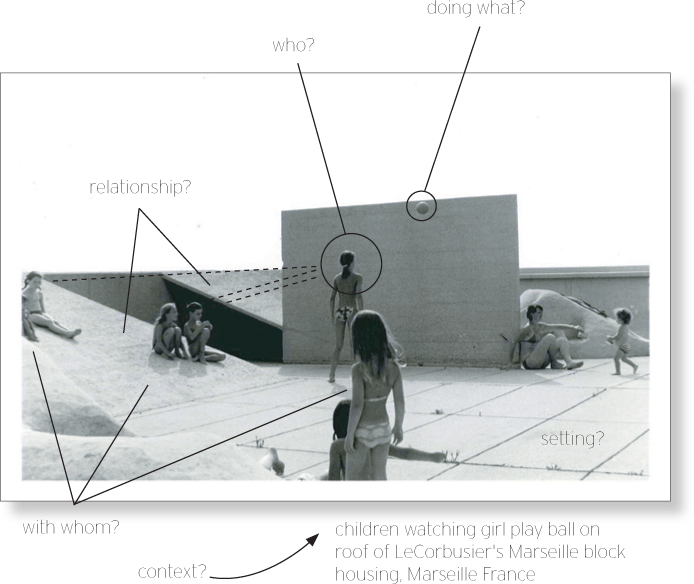 doing what?
who?
relationship?
setting?
with whom?
context?
children watching girl play ball on
roof of LeCorbusier's Marseille block
housing, Marseille France